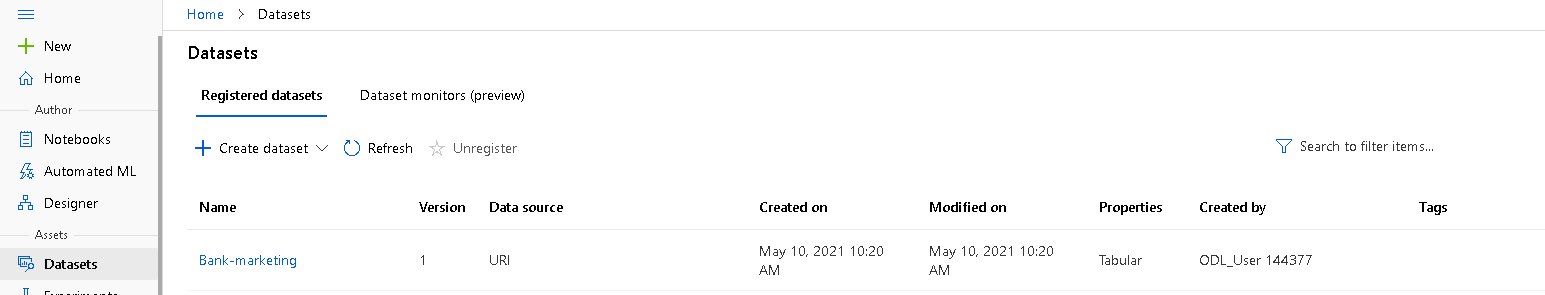 Home > Datasets
New
Home
Author
Notebooks
Automated ML
Designer
Assets
Datasets
Datasets
Registered datasets Dataset monitors (preview)
Create dataset Refresh Unregister Search to filter items...
Name Version Data source Created on Modified on Properties Created by Tags
Bank-marketing 1 URI May 10, 2021 10:20 AM May 10, 2021 10:20 AM Tabular ODL_User 144377